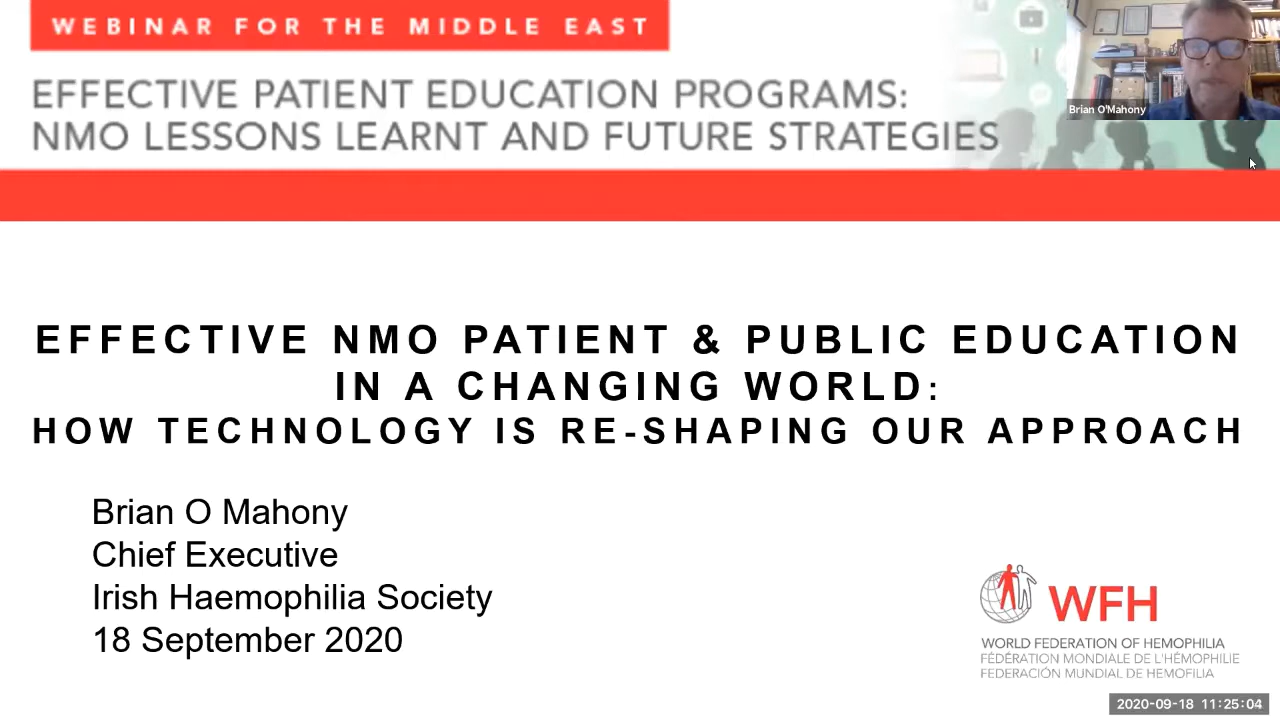 WEBINAR FOR THE MIDDLE EAST
EFFECTIVE PATIENT EDUCATION PROGRAMS:
NMO LESSONS LEARNT AND FUTURE STRATEGIES
Brian O'Mahony
EFFECTIVE NMO PATIENT & PUBLIC EDUCATION
IN A CHANGING WORLD:
HOW TECHNOLOGY IS RE-SHAPING OUR APPROACH
Brian O Mahony
Chief Executive
Irish Haemophilia Society
18 September 2020
WFH
WORLD FEDERATION OF HEMOPHILIA
FÉDÉRATION MONDIALE DE L'HÉMOPHILIE
FEDERACIÓN MUNDIAL DE HEMOFILIA
2020-09-18 11:25:04